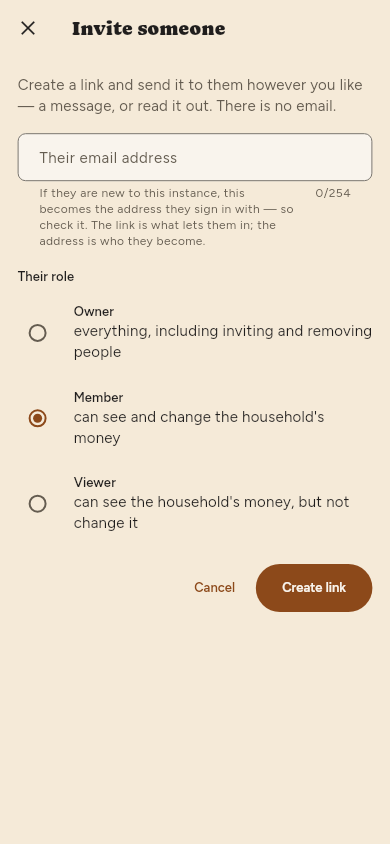 Invite someone
Create a link and send it to them however you like
— a message, or read it out. There is no email.
Their email address
If they are new to this instance, this
becomes the address they sign in with — so
check it. The link is what lets them in; the
address is who they become.
0/254
Their role
Owner
everything, including inviting and removing
people
Member
can see and change the household's
money
Viewer
can see the household's money, but not
change it
Cancel
Create link